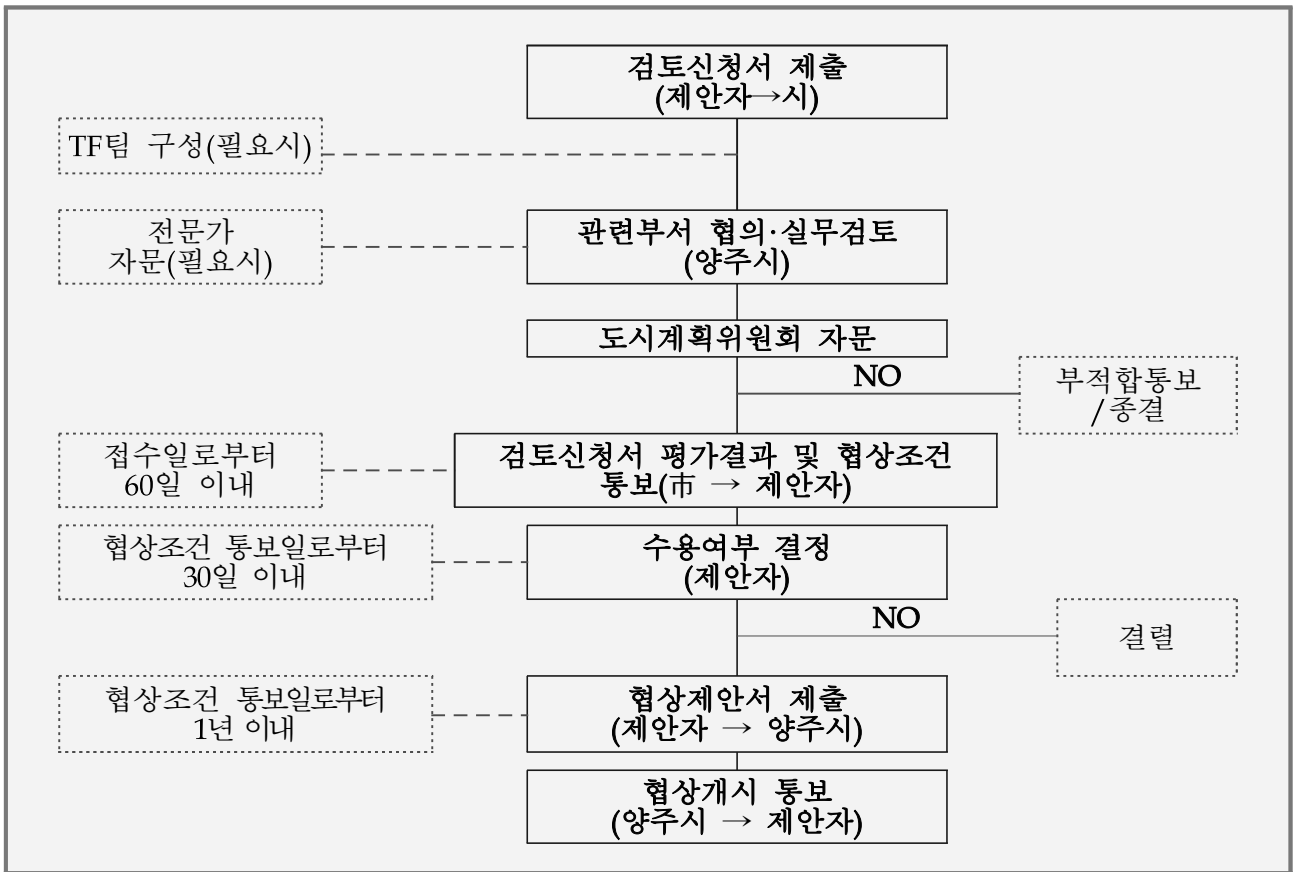 검토신청서 제출
(제안자→시)
TF팀 구성(필요시)
전문가
자문(필요시)
관련부서 협의·실무검토
(양주시)
도시계획위원회 자문
NO
부적합통보
/종결
접수일로부터
60일 이내
검토신청서 평가결과 및 협상조건
통보(市 → 제안자)
협상조건 통보일로부터
30일 이내
수용여부 결정
(제안자)
NO
결렬
협상조건 통보일로부터
1년 이내
협상제안서 제출
(제안자 → 양주시)
협상개시 통보
(양주시 → 제안자)